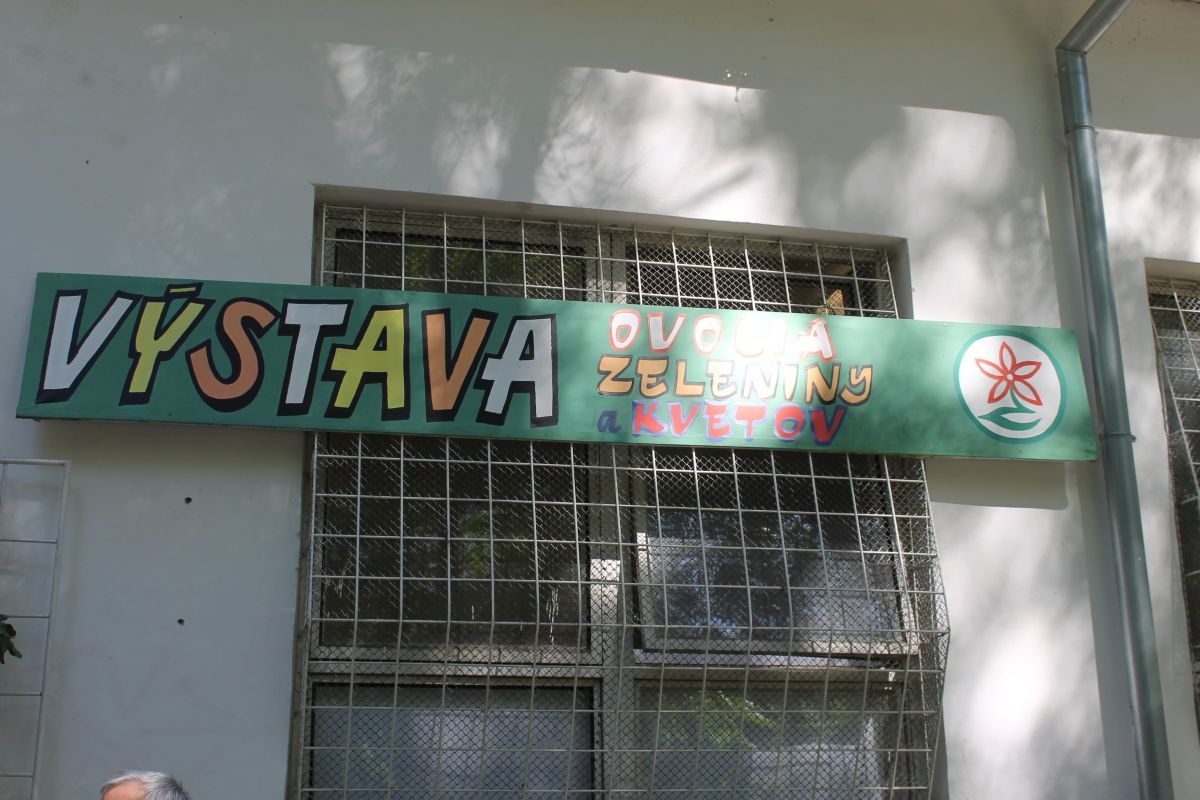 VÝSTAVA
OVOCIA
ZELENINY
a KVETOV